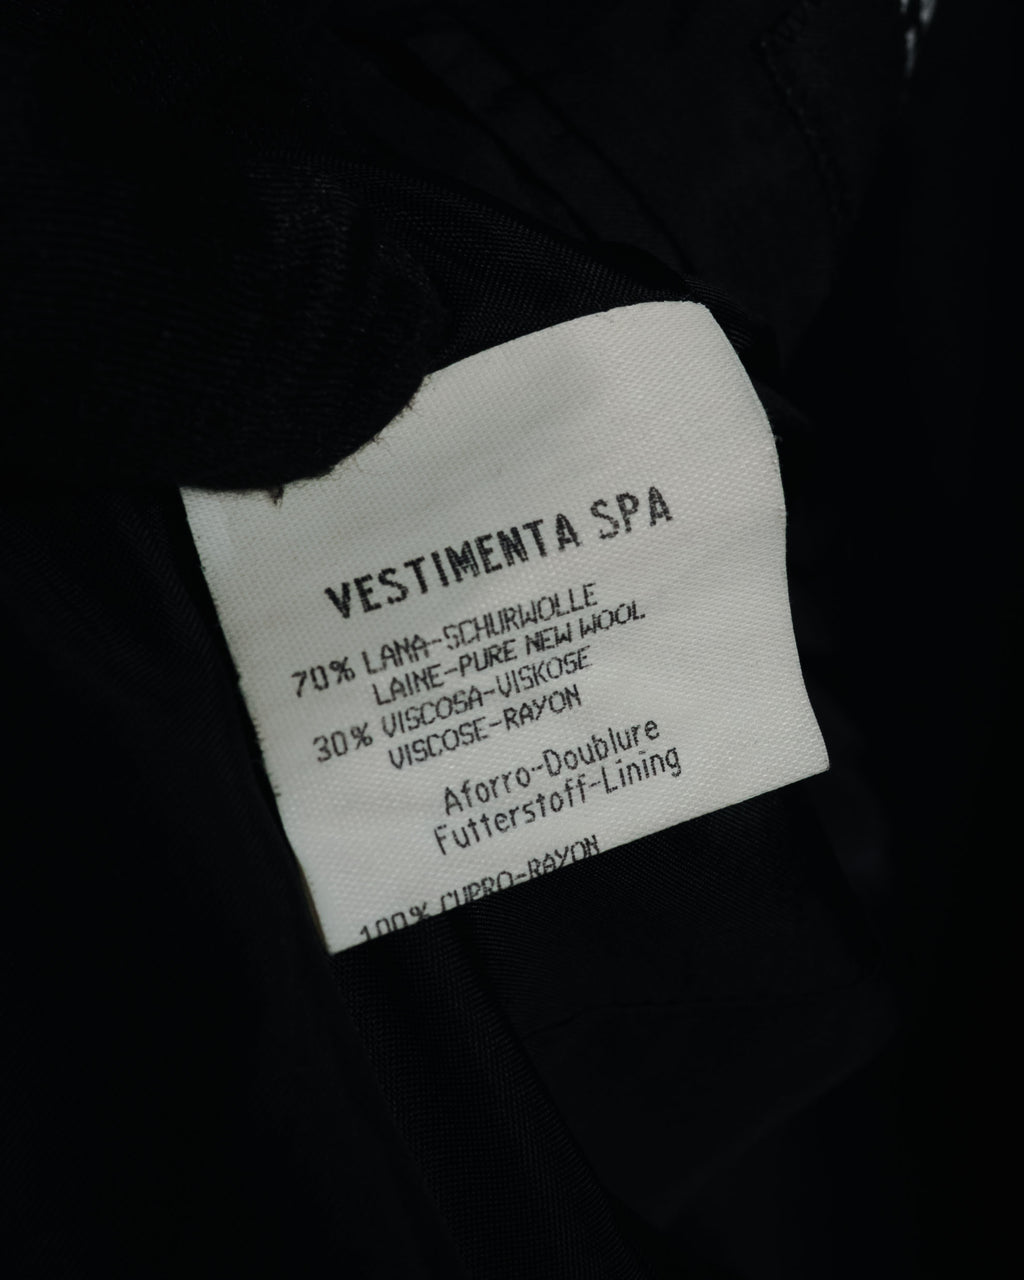 VESTIMENTA SPA
70% LANA-SCHURWOLLE
LAINE-PURE NEW WOOL
30% VISCOSA-VISKOSE
VISCOSE-RAYON
Aforro-Doublure
Futterstoff-Lining
100% CUPRO-RAYON